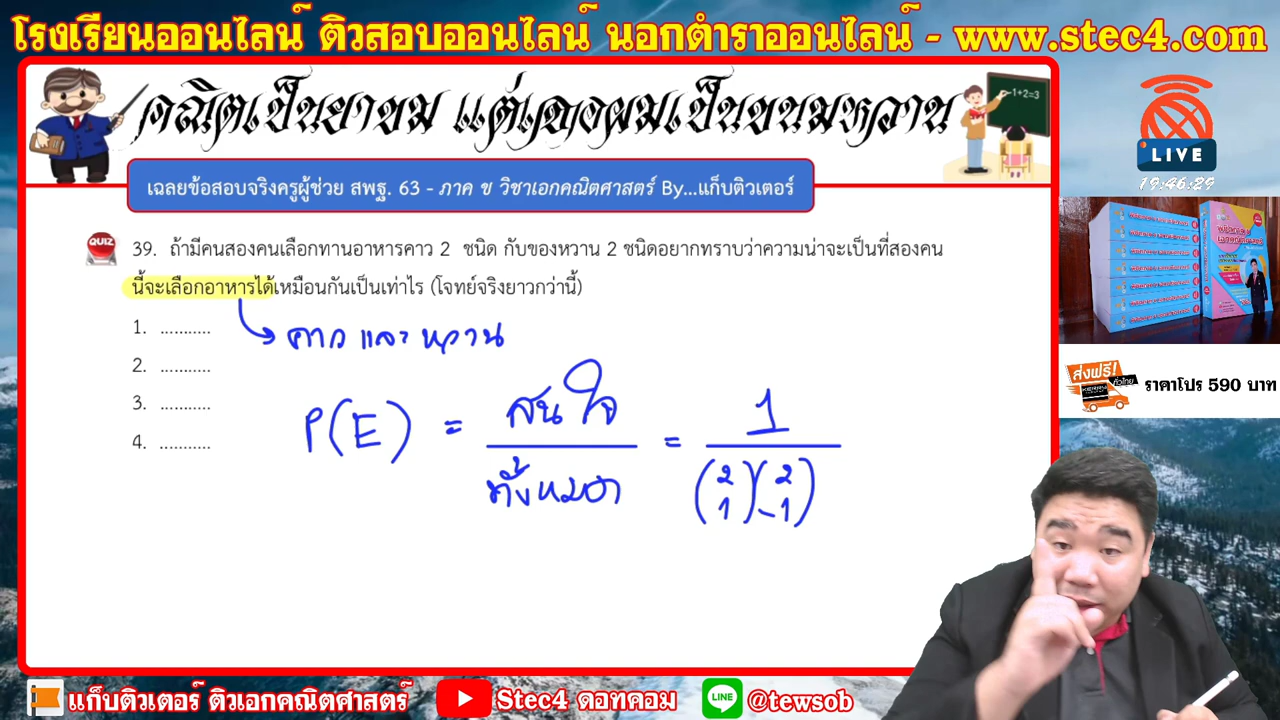 โรงเรียนออนไลน์ ติวสอบออนไลน์ นอกตำราออนไลน์ - www.stec4.com
คณิตเป็นยาขม แต่เคาผมเป็นขนมหวาน
1+2=3
LIVE
19:46:29
เฉลยข้อสอบจริงครูผู้ช่วย สพฐ. 63 - ภาค ข วิชาเอกคณิตศาสตร์ By...แก็บติวเตอร์
QUIZ
39. ถ้ามีคนสองคนเลือกทานอาหารคาว 2 ชนิด กับของหวาน 2 ชนิดอยากทราบว่าความน่าจะเป็นที่สองคน
นี้จะเลือกอาหารได้เหมือนกันเป็นเท่าไร (โจทย์จริงยาวกว่านี้)
1. ...........
คาว และ หวาน
2. ...........
3. ...........
4. ...........
P(E) = สนใจ / ทั้งหมด = 1 / (2 1)(2 1)
ส่งฟรี!
ทั่วไทย
ราคาโปร 590 บาท
แก็บติวเตอร์ ติวเอกคณิตศาสตร์
Stec4 ดอทคอม
LINE
@tewsob